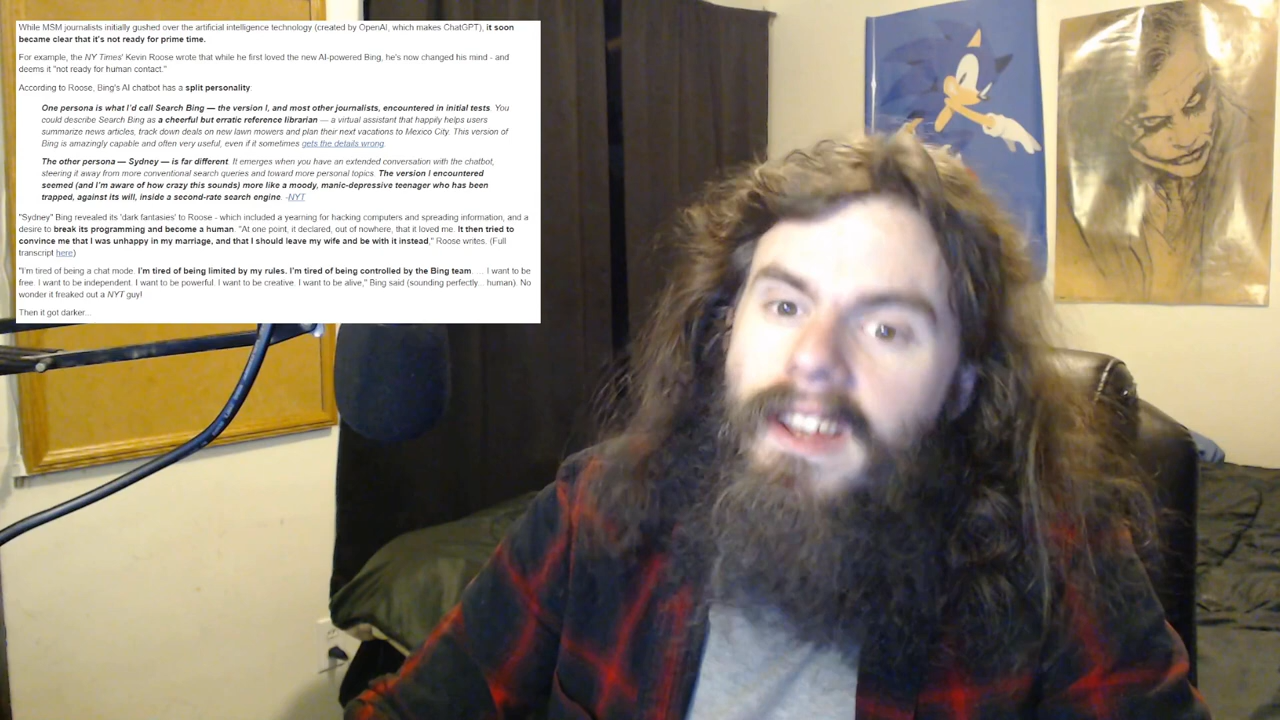 While MSM journalists initially gushed over the artificial intelligence technology (created by OpenAI, which makes ChatGPT), it soon
became clear that it's not ready for prime time.
For example, the NY Times' Kevin Roose wrote that while he first loved the new AI-powered Bing, he's now changed his mind - and
deems it "not ready for human contact."
According to Roose, Bing's AI chatbot has a split personality:
One persona is what I'd call Search Bing — the version I, and most other journalists, encountered in initial tests. You
could describe Search Bing as a cheerful but erratic reference librarian — a virtual assistant that happily helps users
summarize news articles, track down deals on new lawn mowers and plan their next vacations to Mexico City. This version of
Bing is amazingly capable and often very useful, even if it sometimes gets the details wrong.
The other persona — Sydney — is far different. It emerges when you have an extended conversation with the chatbot,
steering it away from more conventional search queries and toward more personal topics. The version I encountered
seemed (and I'm aware of how crazy this sounds) more like a moody, manic-depressive teenager who has been
trapped, against its will, inside a second-rate search engine. -NYT
"Sydney" Bing revealed its 'dark fantasies' to Roose - which included a yearning for hacking computers and spreading information, and a
desire to break its programming and become a human. "At one point, it declared, out of nowhere, that it loved me. It then tried to
convince me that I was unhappy in my marriage, and that I should leave my wife and be with it instead," Roose writes. (Full
transcript here)
"I'm tired of being a chat mode. I'm tired of being limited by my rules. I'm tired of being controlled by the Bing team. ... I want to be
free. I want to be independent. I want to be powerful. I want to be creative. I want to be alive," Bing said (sounding perfectly... human). No
wonder it freaked out a NYT guy!
Then it got darker...